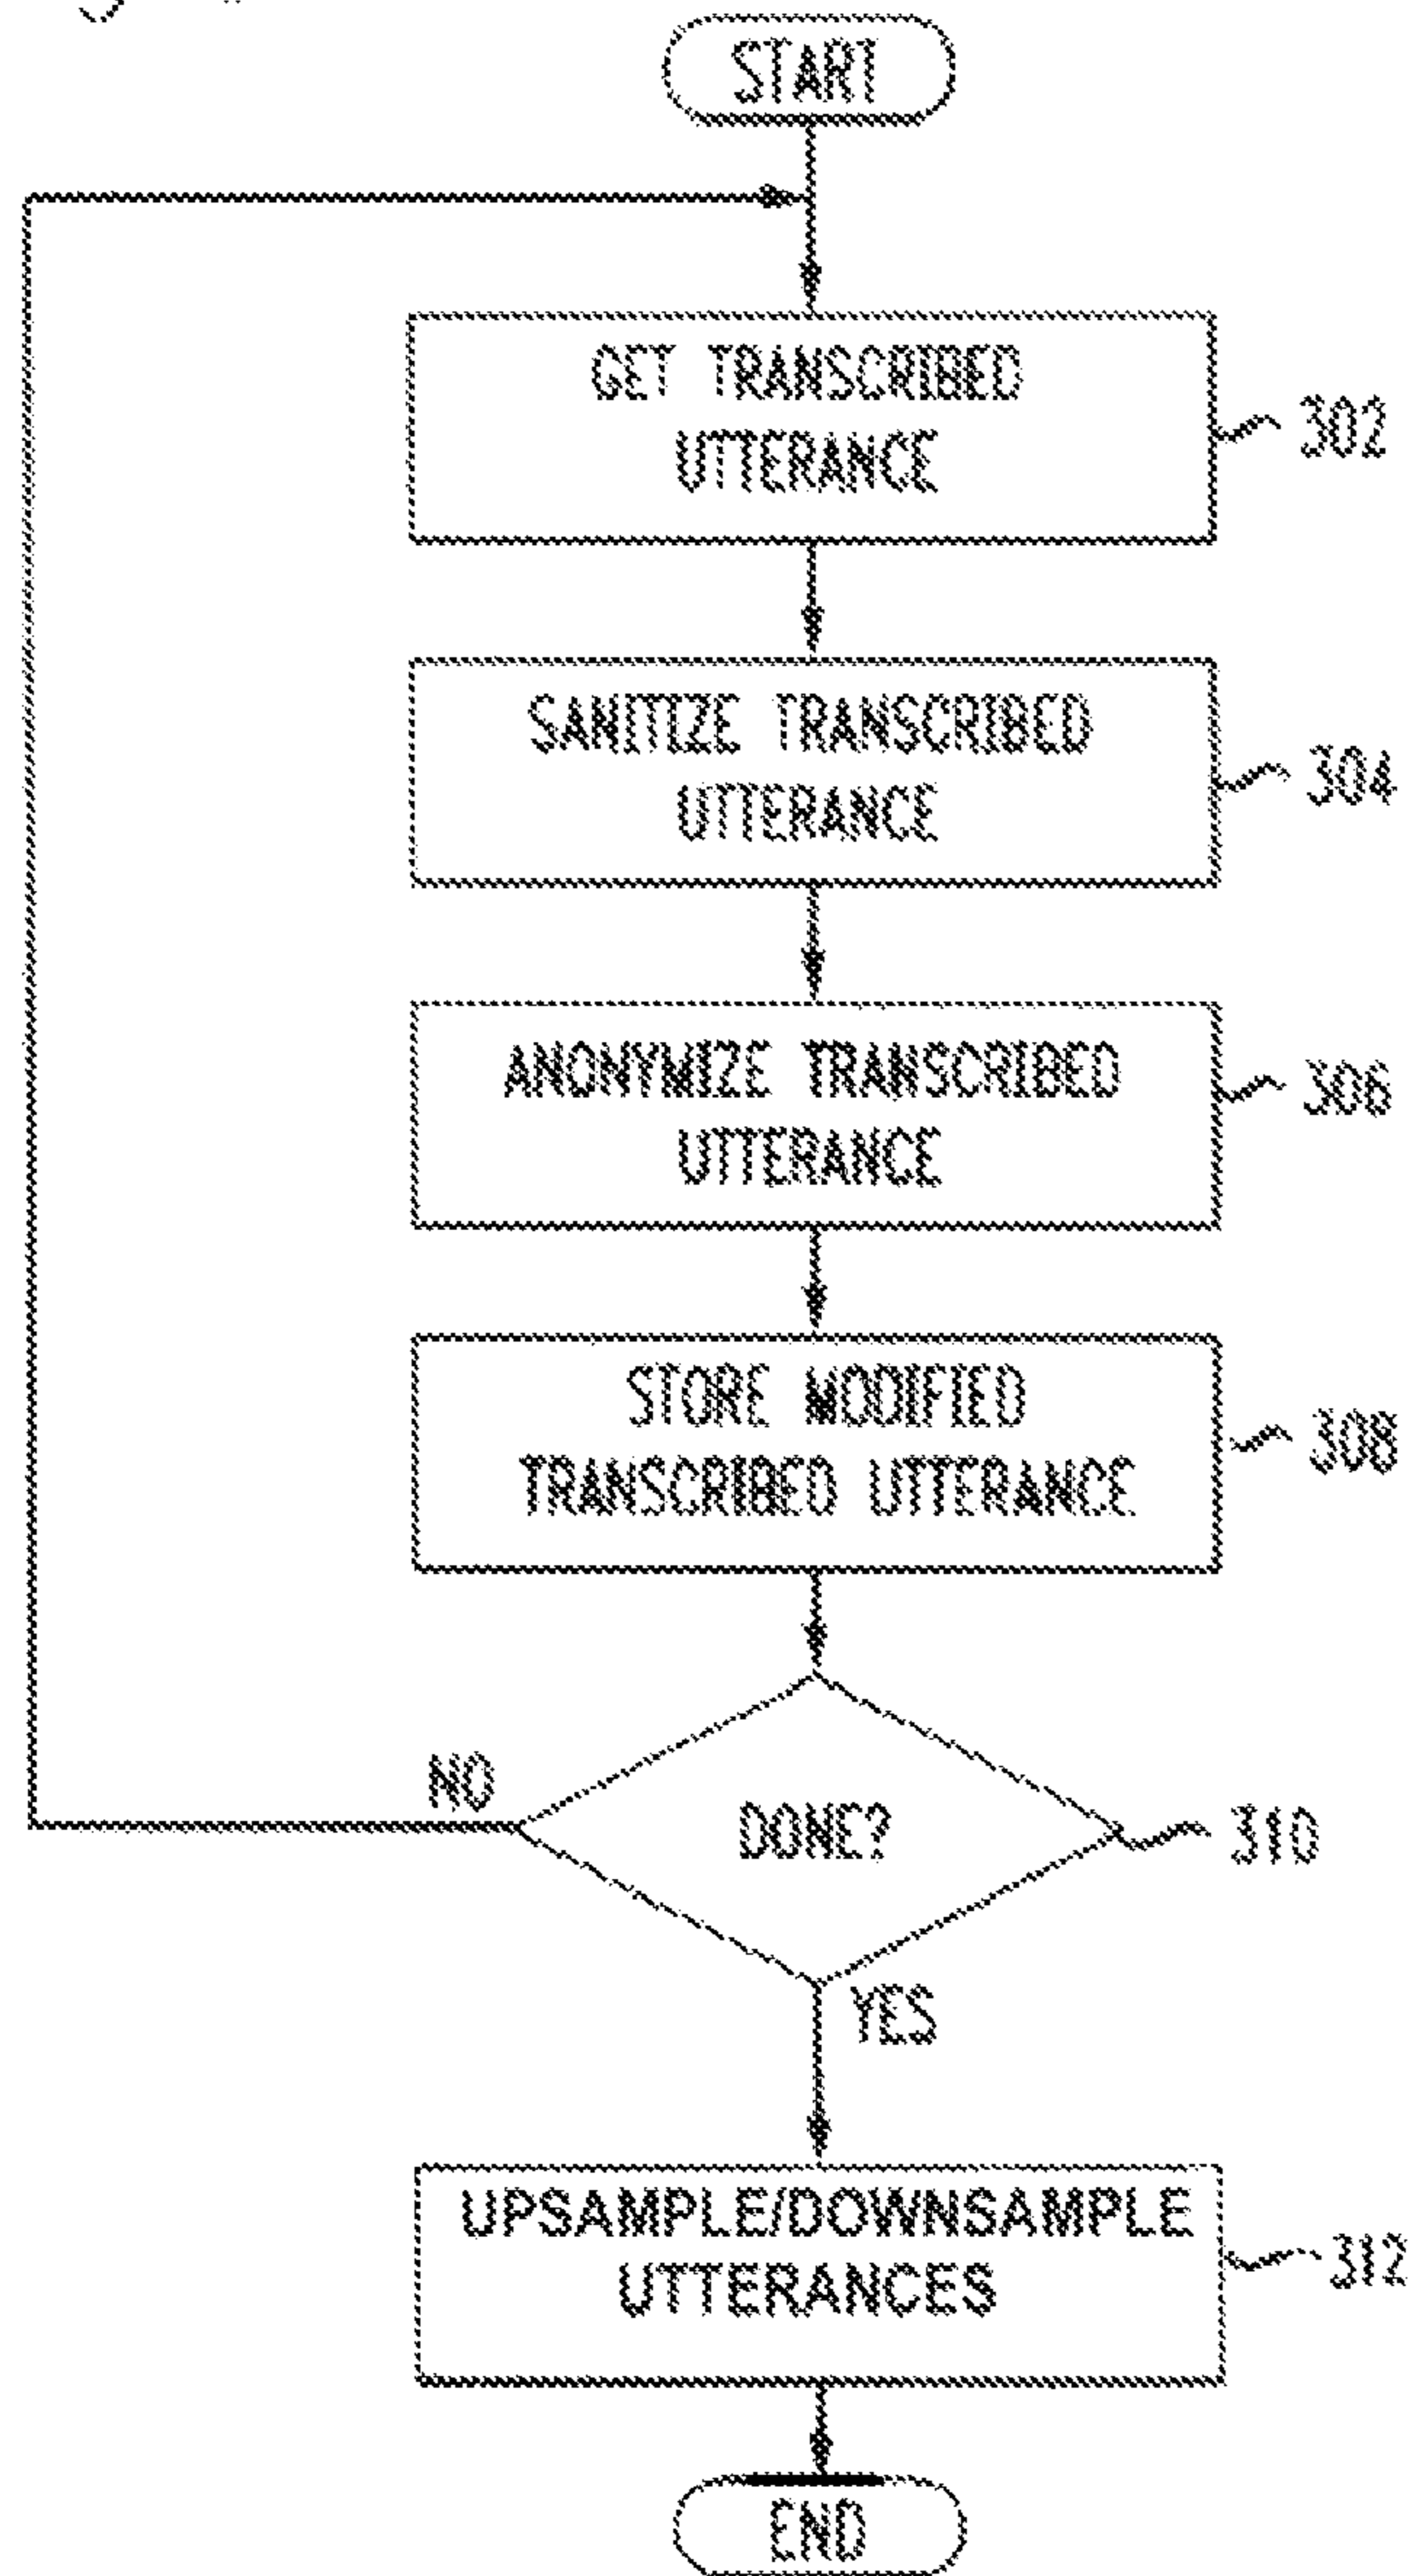 START
GET TRANSCRIBED
UTTERANCE
302
SANITIZE TRANSCRIBED
UTTERANCE
304
ANONYMIZE TRANSCRIBED
UTTERANCE
306
STORE MODIFIED
TRANSCRIBED UTTERANCE
308
NO
DONE?
310
YES
UPSAMPLE/DOWNSAMPLE
UTTERANCES
312
END